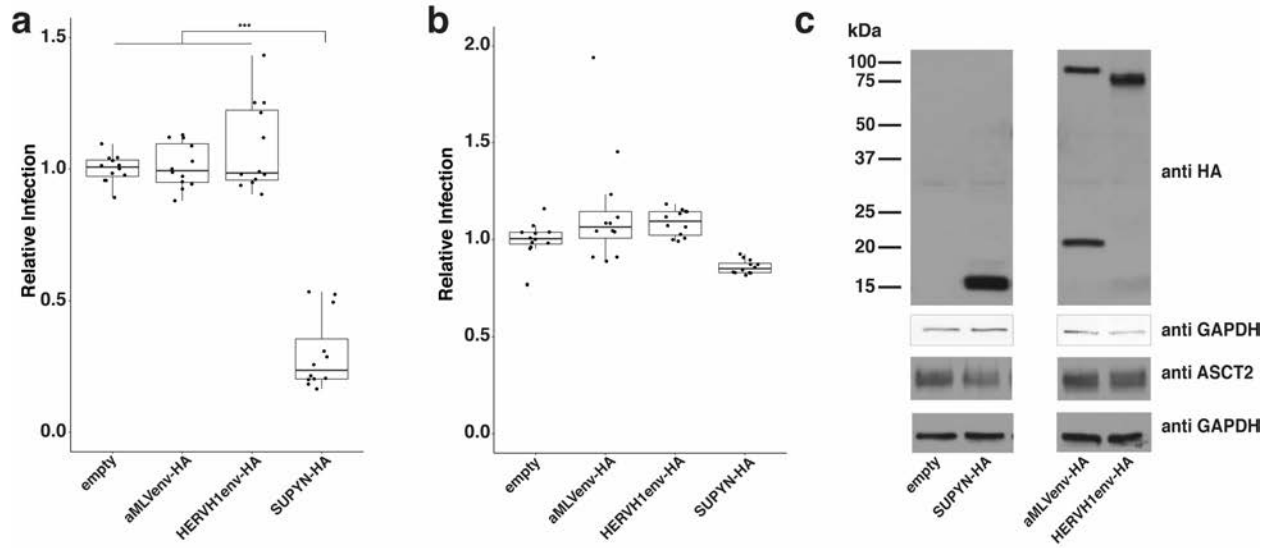 a
Relative Infection
1.5
1.0
0.5
0.0
***
empty
aMLVenv-HA
HERVH1env-HA
SUPYN-HA
b
Relative Infection
2.0
1.5
1.0
0.5
0.0
empty
aMLVenv-HA
HERVH1env-HA
SUPYN-HA
c
kDa
100
75
50
37
25
20
15
anti HA
anti GAPDH
anti ASCT2
anti GAPDH
empty
SUPYN-HA
aMLVenv-HA
HERVH1env-HA